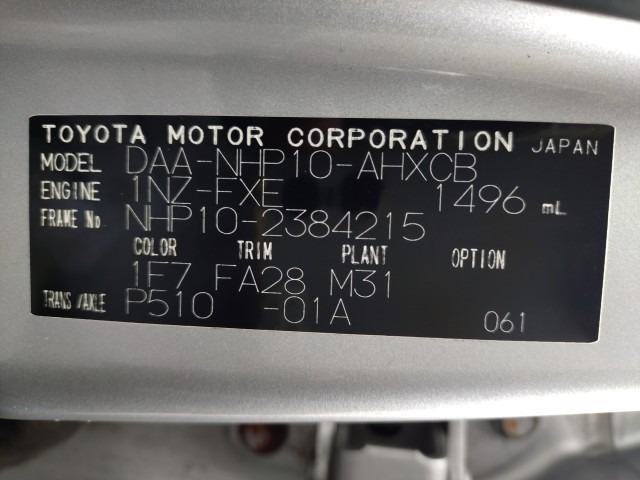 TOYOTA MOTOR CORPORATION JAPAN
MODEL DAA-NHP10-AHXCB
ENGINE 1NZ-FXE 1496 mL
FRAME No NHP10-2384215
COLOR TRIM PLANT OPTION
1F7 FA28 M31
TRANS/AXLE P510 -01A 061